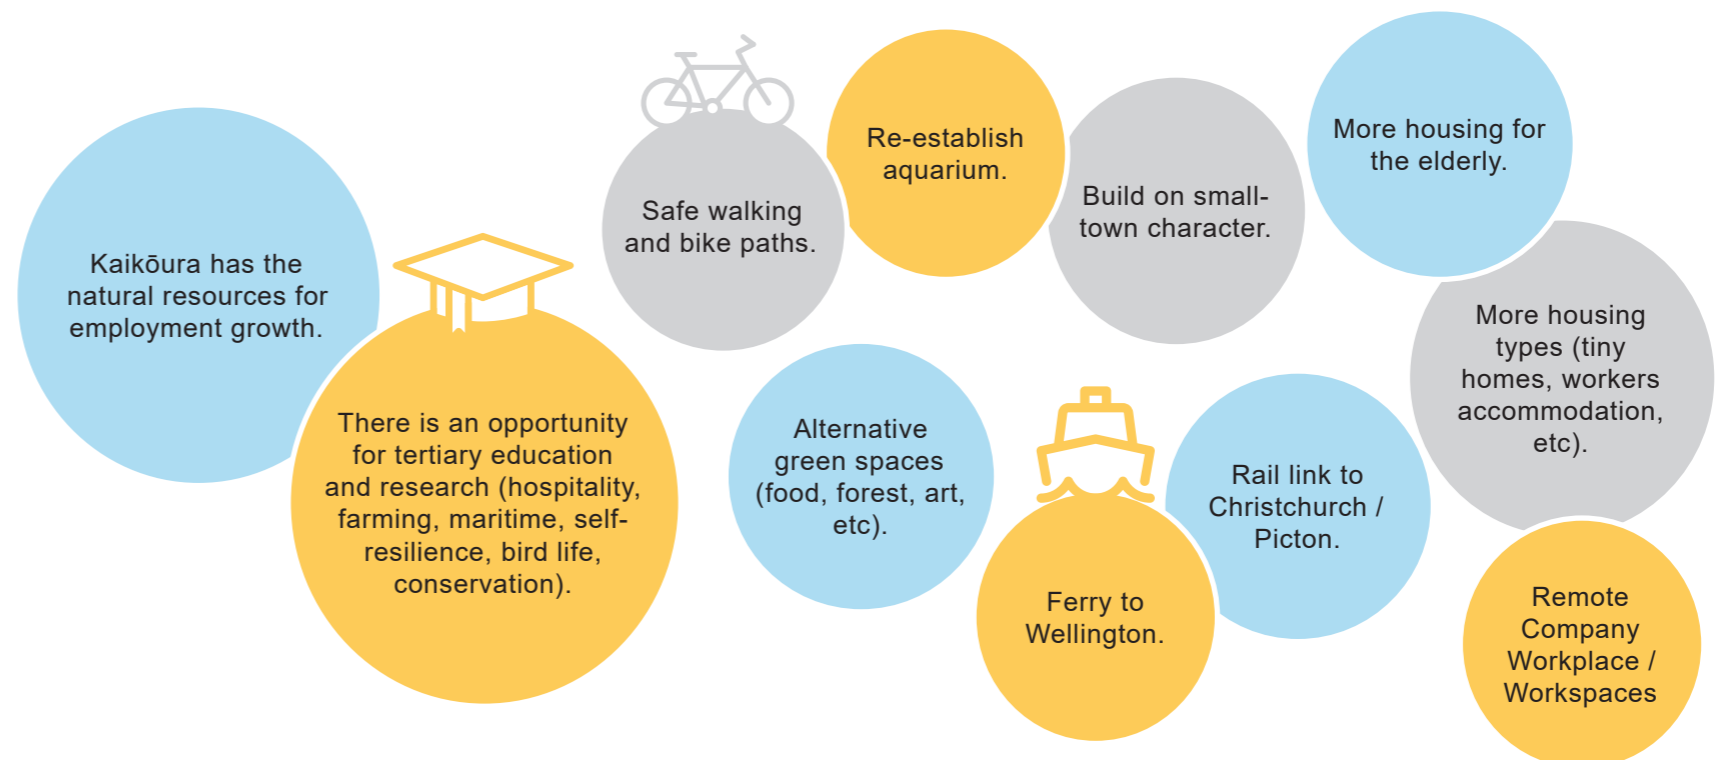 Kaikōura has the
natural resources for
employment growth.
There is an opportunity
for tertiary education
and research (hospitality,
farming, maritime, self-
resilience, bird life,
conservation).
Safe walking
and bike paths.
Re-establish
aquarium.
Build on small-
town character.
More housing for
the elderly.
More housing
types (tiny
homes, workers
accommodation,
etc).
Alternative
green spaces
(food, forest, art,
etc).
Ferry to
Wellington.
Rail link to
Christchurch /
Picton.
Remote
Company
Workplace /
Workspaces